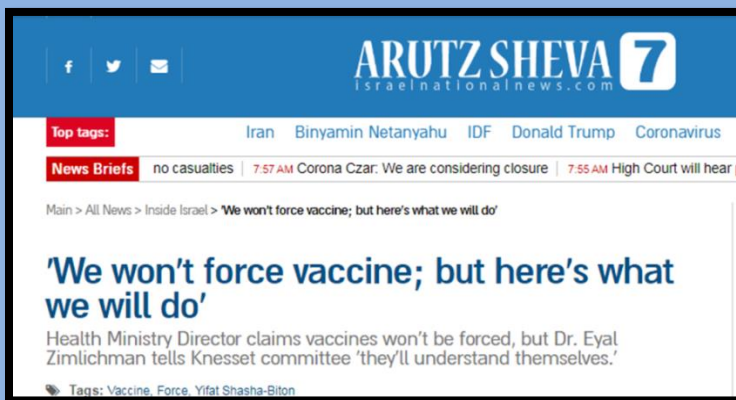 ARUTZ SHEVA 7
israelnationalnews.com
Top tags: Iran Binyamin Netanyahu IDF Donald Trump Coronavirus
News Briefs no casualties 7:57 AM Corona Czar: We are considering closure 7:55 AM High Court will hear
Main > All News > Inside Israel > 'We won't force vaccine; but here's what we will do'
'We won't force vaccine; but here's what
we will do'
Health Ministry Director claims vaccines won't be forced, but Dr. Eyal
Zimlichman tells Knesset committee 'they'll understand themselves.'
Tags: Vaccine, Force, Yifat Shasha-Biton